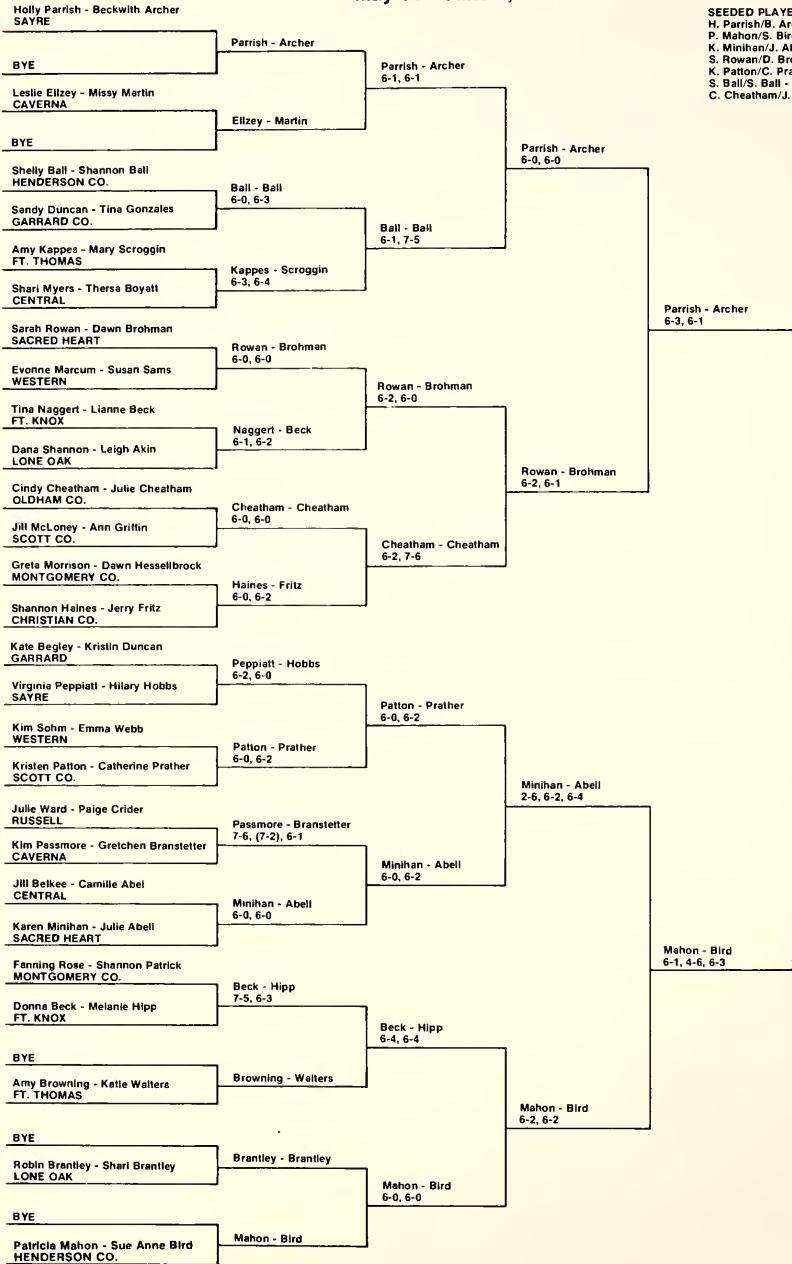 SEEDED PLAYE
H. Parrish/B. Ar
P. Mahon/S. Bir
K. Minihan/J. Al
S. Rowan/D. Bro
K. Patton/C. Pra
S. Ball/S. Ball -
C. Cheatham/J.
Holly Parrish - Beckwith Archer
SAYRE
BYE
Leslie Ellzey - Missy Martin
CAVERNA
BYE
Shelly Ball - Shannon Ball
HENDERSON CO.
Sandy Duncan - Tina Gonzales
GARRARD CO.
Amy Kappes - Mary Scroggin
FT. THOMAS
Shari Myers - Thersa Boyatt
CENTRAL
Sarah Rowan - Dawn Brohman
SACRED HEART
Evonne Marcum - Susan Sams
WESTERN
Tina Naggert - Lianne Beck
FT. KNOX
Dana Shannon - Leigh Akin
LONE OAK
Cindy Cheatham - Julie Cheatham
OLDHAM CO.
Jill McLoney - Ann Griffin
SCOTT CO.
Greta Morrison - Dawn Hessellbrock
MONTGOMERY CO.
Shannon Haines - Jerry Fritz
CHRISTIAN CO.
Kate Begley - Kristin Duncan
GARRARD
Virginia Peppiatt - Hilary Hobbs
SAYRE
Kim Sohm - Emma Webb
WESTERN
Kristen Patton - Catherine Prather
SCOTT CO.
Julie Ward - Paige Crider
RUSSELL
Kim Passmore - Gretchen Branstetter
CAVERNA
Jill Belkee - Camille Abel
CENTRAL
Karen Minihan - Julie Abell
SACRED HEART
Fanning Rose - Shannon Patrick
MONTGOMERY CO.
Donna Beck - Melanie Hipp
FT. KNOX
BYE
Amy Browning - Katie Walters
FT. THOMAS
BYE
Robin Brantley - Shari Brantley
LONE OAK
BYE
Patricia Mahon - Sue Anne Bird
HENDERSON CO.
Parrish - Archer
Ellzey - Martin
Ball - Ball
6-0, 6-3
Kappes - Scroggin
6-3, 6-4
Rowan - Brohman
6-0, 6-0
Naggert - Beck
6-1, 6-2
Cheatham - Cheatham
6-0, 6-0
Haines - Fritz
6-0, 6-2
Peppiatt - Hobbs
6-2, 6-0
Patton - Prather
6-0, 6-2
Passmore - Branstetter
7-6, (7-2), 6-1
Minihan - Abell
6-0, 6-0
Beck - Hipp
7-5, 6-3
Browning - Walters
Brantley - Brantley
Mahon - Bird
Parrish - Archer
6-1, 6-1
Ball - Ball
6-1, 7-5
Rowan - Brohman
6-2, 6-0
Cheatham - Cheatham
6-2, 7-6
Patton - Prather
6-0, 6-2
Minihan - Abell
6-0, 6-2
Beck - Hipp
6-4, 6-4
Mahon - Bird
6-0, 6-0
Parrish - Archer
6-0, 6-0
Rowan - Brohman
6-2, 6-1
Minihan - Abell
2-6, 6-2, 6-4
Mahon - Bird
6-2, 6-2
Parrish - Archer
6-3, 6-1
Mahon - Bird
6-1, 4-6, 6-3